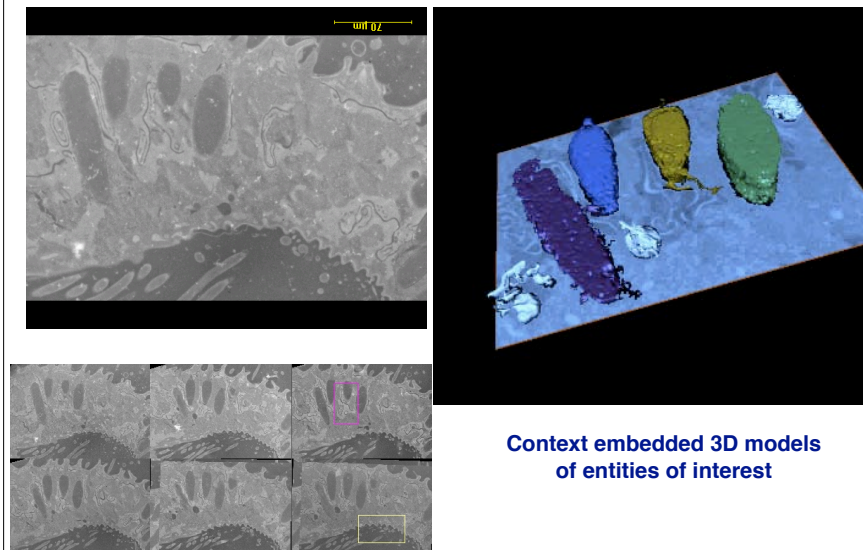 20 µm
Context embedded 3D models
of entities of interest